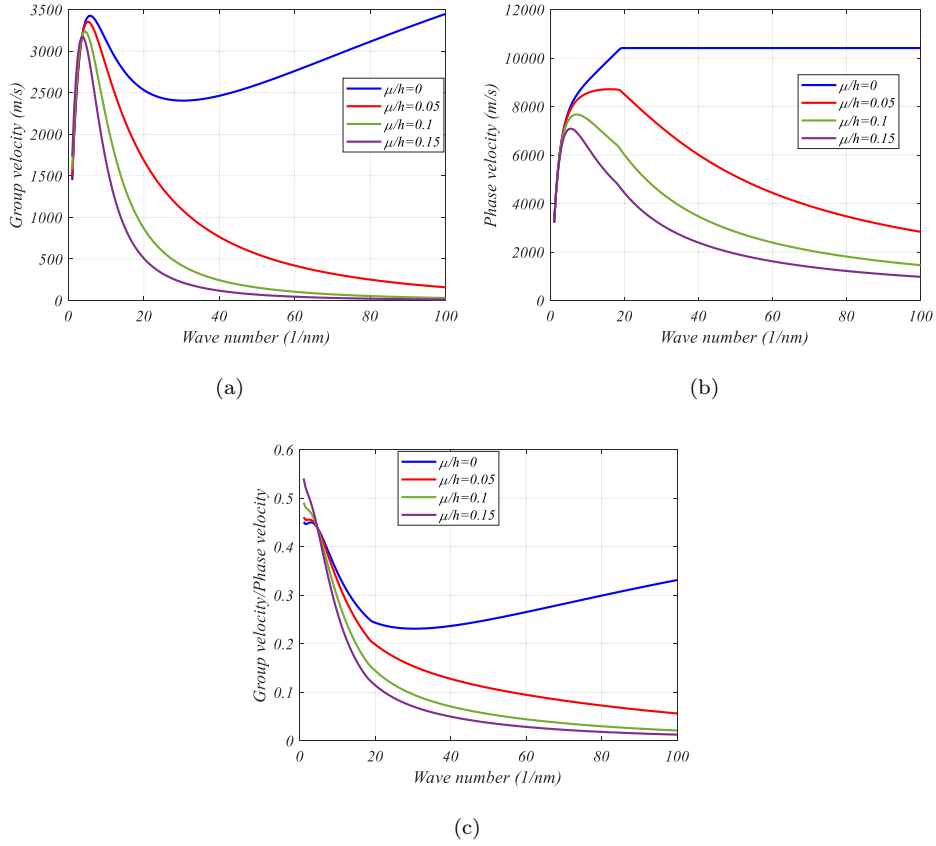 3500
3000
2500
2000
1500
1000
500
0
Group velocity (m/s)
μ/h=0
μ/h=0.05
μ/h=0.1
μ/h=0.15
0 20 40 60 80 100
Wave number (1/nm)
(a)
12000
10000
8000
6000
4000
2000
0
Phase velocity (m/s)
μ/h=0
μ/h=0.05
μ/h=0.1
μ/h=0.15
0 20 40 60 80 100
Wave number (1/nm)
(b)
0.6
0.5
0.4
0.3
0.2
0.1
0
Group velocity/Phase velocity
μ/h=0
μ/h=0.05
μ/h=0.1
μ/h=0.15
0 20 40 60 80 100
Wave number (1/nm)
(c)